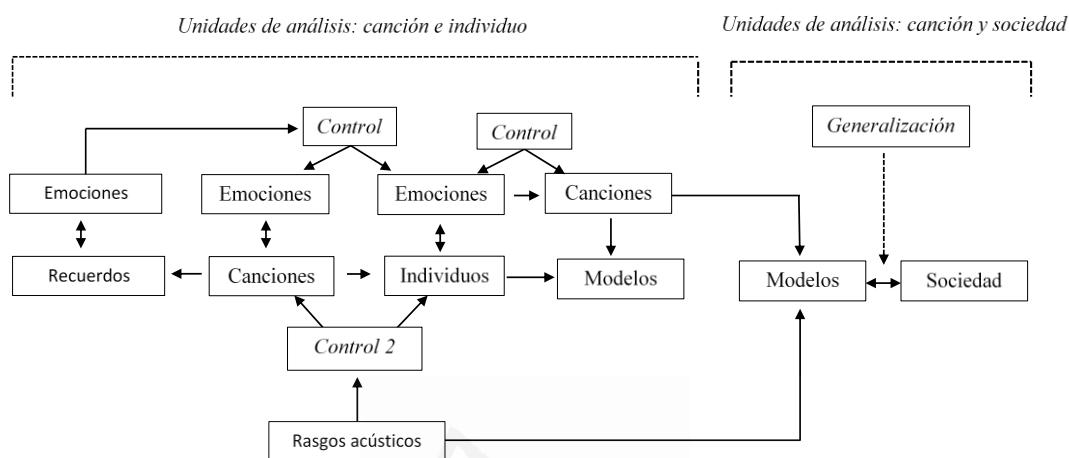 Unidades de análisis: canción e individuo
Unidades de análisis: canción y sociedad
Control
Control
Generalización
Emociones
Emociones
Emociones
Canciones
Recuerdos
Canciones
Individuos
Modelos
Modelos
Sociedad
Control 2
Rasgos acústicos